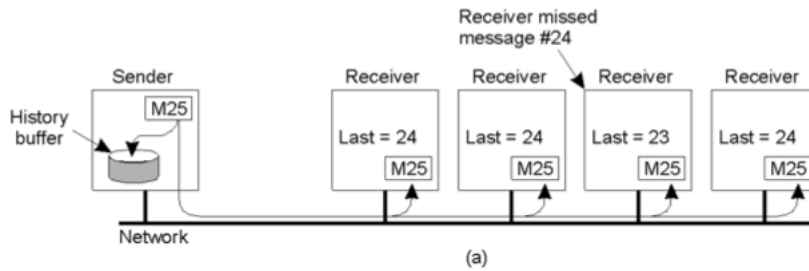 Receiver missed
message #24
Sender
Receiver
Receiver
Receiver
Receiver
M25
History
buffer
Last = 24
Last = 24
Last = 23
Last = 24
M25
M25
M25
M25
Network
(a)